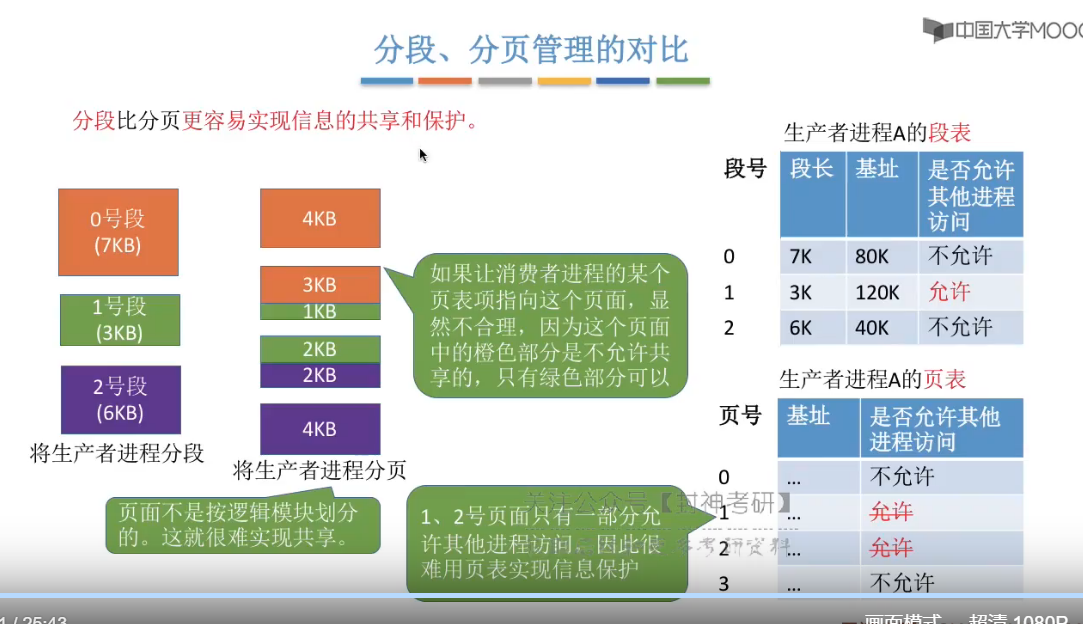 中国大学MOOC
分段、分页管理的对比
分段比分页更容易实现信息的共享和保护。
0号段
(7KB)
1号段
(3KB)
2号段
(6KB)
将生产者进程分段
4KB
3KB
1KB
2KB
2KB
4KB
将生产者进程分页
页面不是按逻辑模块划分
的。这就很难实现共享。
如果让消费者进程的某个
页表项指向这个页面，显
然不合理，因为这个页面
中的橙色部分是不允许共
享的，只有绿色部分可以
1、2号页面只有一部分允
许其他进程访问，因此很
难用页表实现信息保护
生产者进程A的段表
段号 段长 基址 是否允许
其他进程
访问
0 7K 80K 不允许
1 3K 120K 允许
2 6K 40K 不允许
生产者进程A的页表
页号 基址 是否允许其他
进程访问
0 ... 不允许
1 ... 允许
2 ... 允许
3 ... 不允许
关注公众号【封神考研】
考研资料
1 / 25:43
画面模式 超清 1080P